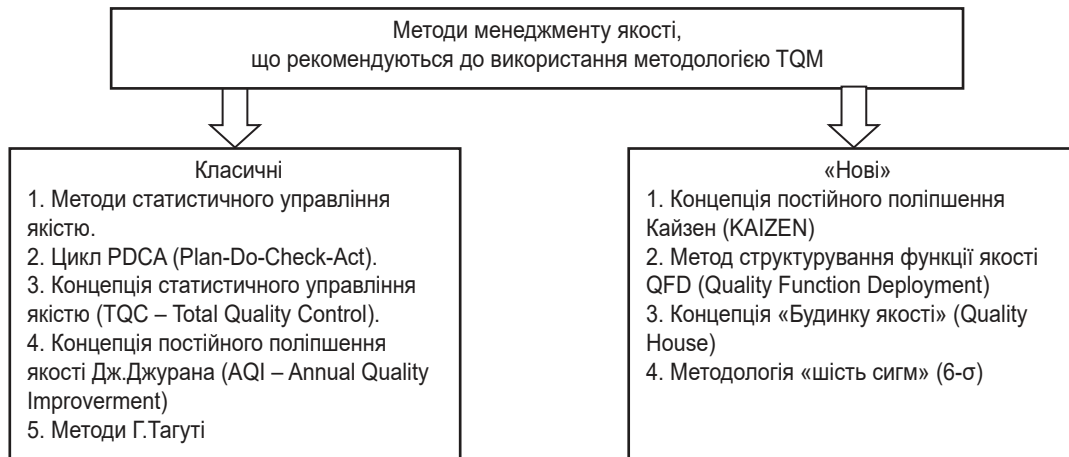 Методи менеджменту якості,
що рекомендуються до використання методологією TQM
Класичні
1. Методи статистичного управління
якістю.
2. Цикл PDCA (Plan-Do-Check-Act).
3. Концепція статистичного управління
якістю (TQC – Total Quality Control).
4. Концепція постійного поліпшення
якості Дж.Джурана (AQI – Annual Quality
Improverment)
5. Методи Г.Тагуті
«Нові»
1. Концепція постійного поліпшення
Кайзен (KAIZEN)
2. Метод структурування функції якості
QFD (Quality Function Deployment)
3. Концепція «Будинку якості» (Quality
House)
4. Методологія «шість сигм» (6-σ)